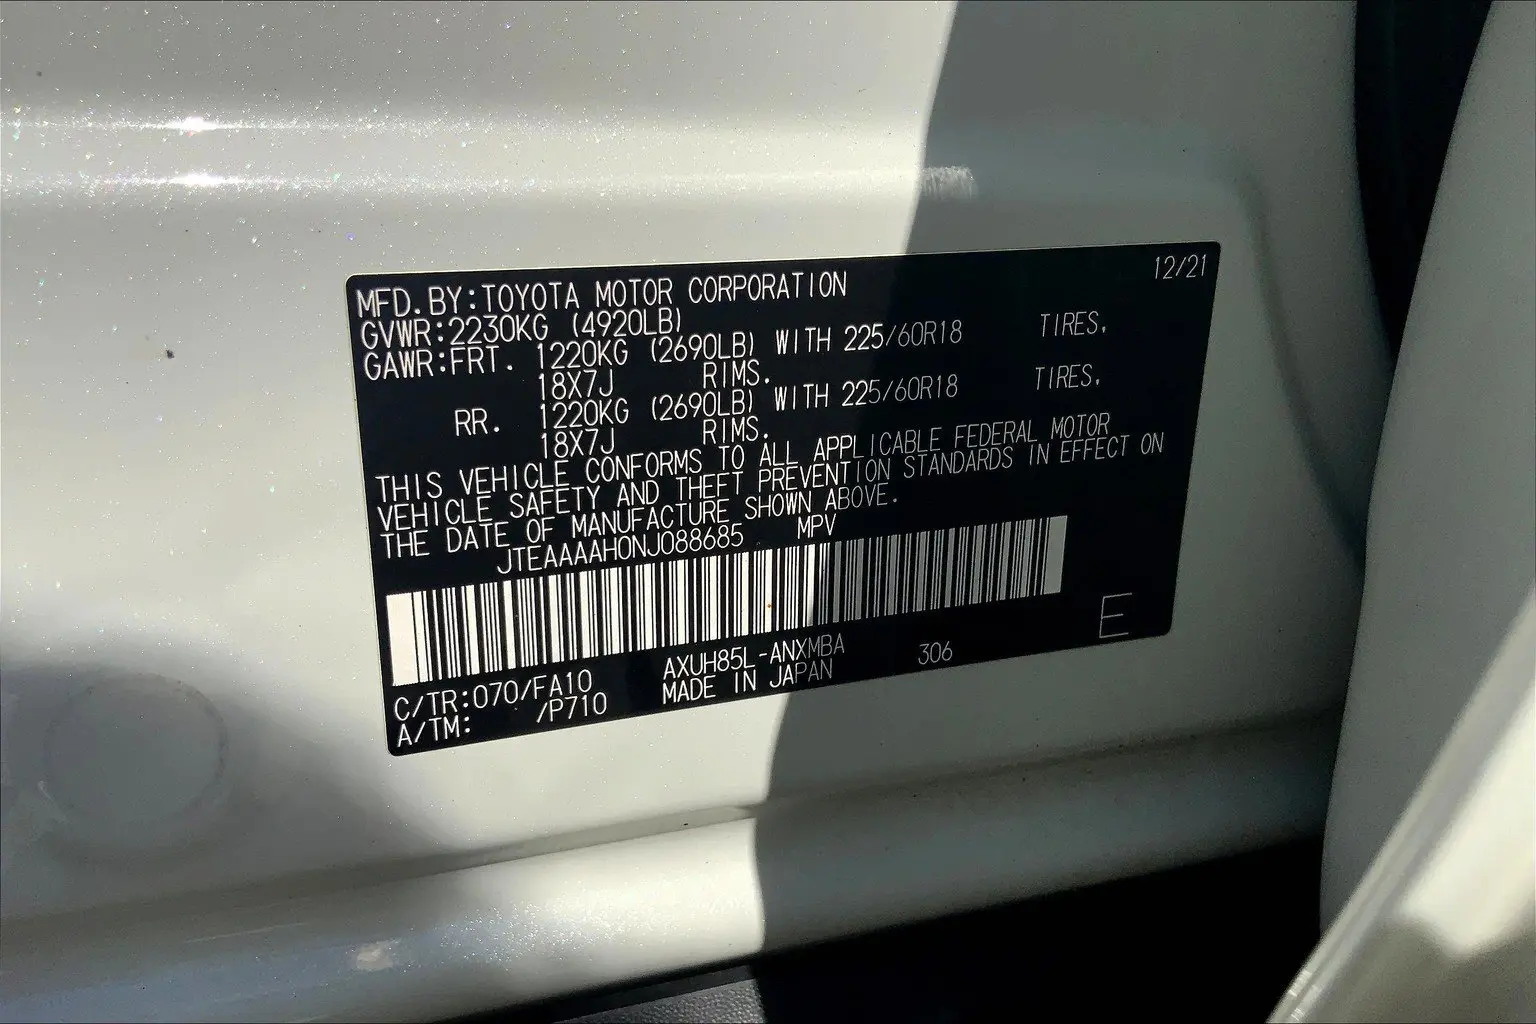 12/21
MFD.BY:TOYOTA MOTOR CORPORATION
GVWR:2230KG (4920LB)
GAWR:FRT. 1220KG (2690LB) WITH 225/60R18 TIRES,
18X7J RIMS.
RR. 1220KG (2690LB) WITH 225/60R18 TIRES,
18X7J RIMS.
THIS VEHICLE CONFORMS TO ALL APPLICABLE FEDERAL MOTOR
VEHICLE SAFETY AND THEFT PREVENTION STANDARDS IN EFFECT ON
THE DATE OF MANUFACTURE SHOWN ABOVE.
JTEAAAAH0NJ088685 MPV
E
C/TR:070/FA10 AXUH85L-ANXMBA 306
A/TM: /P710 MADE IN JAPAN